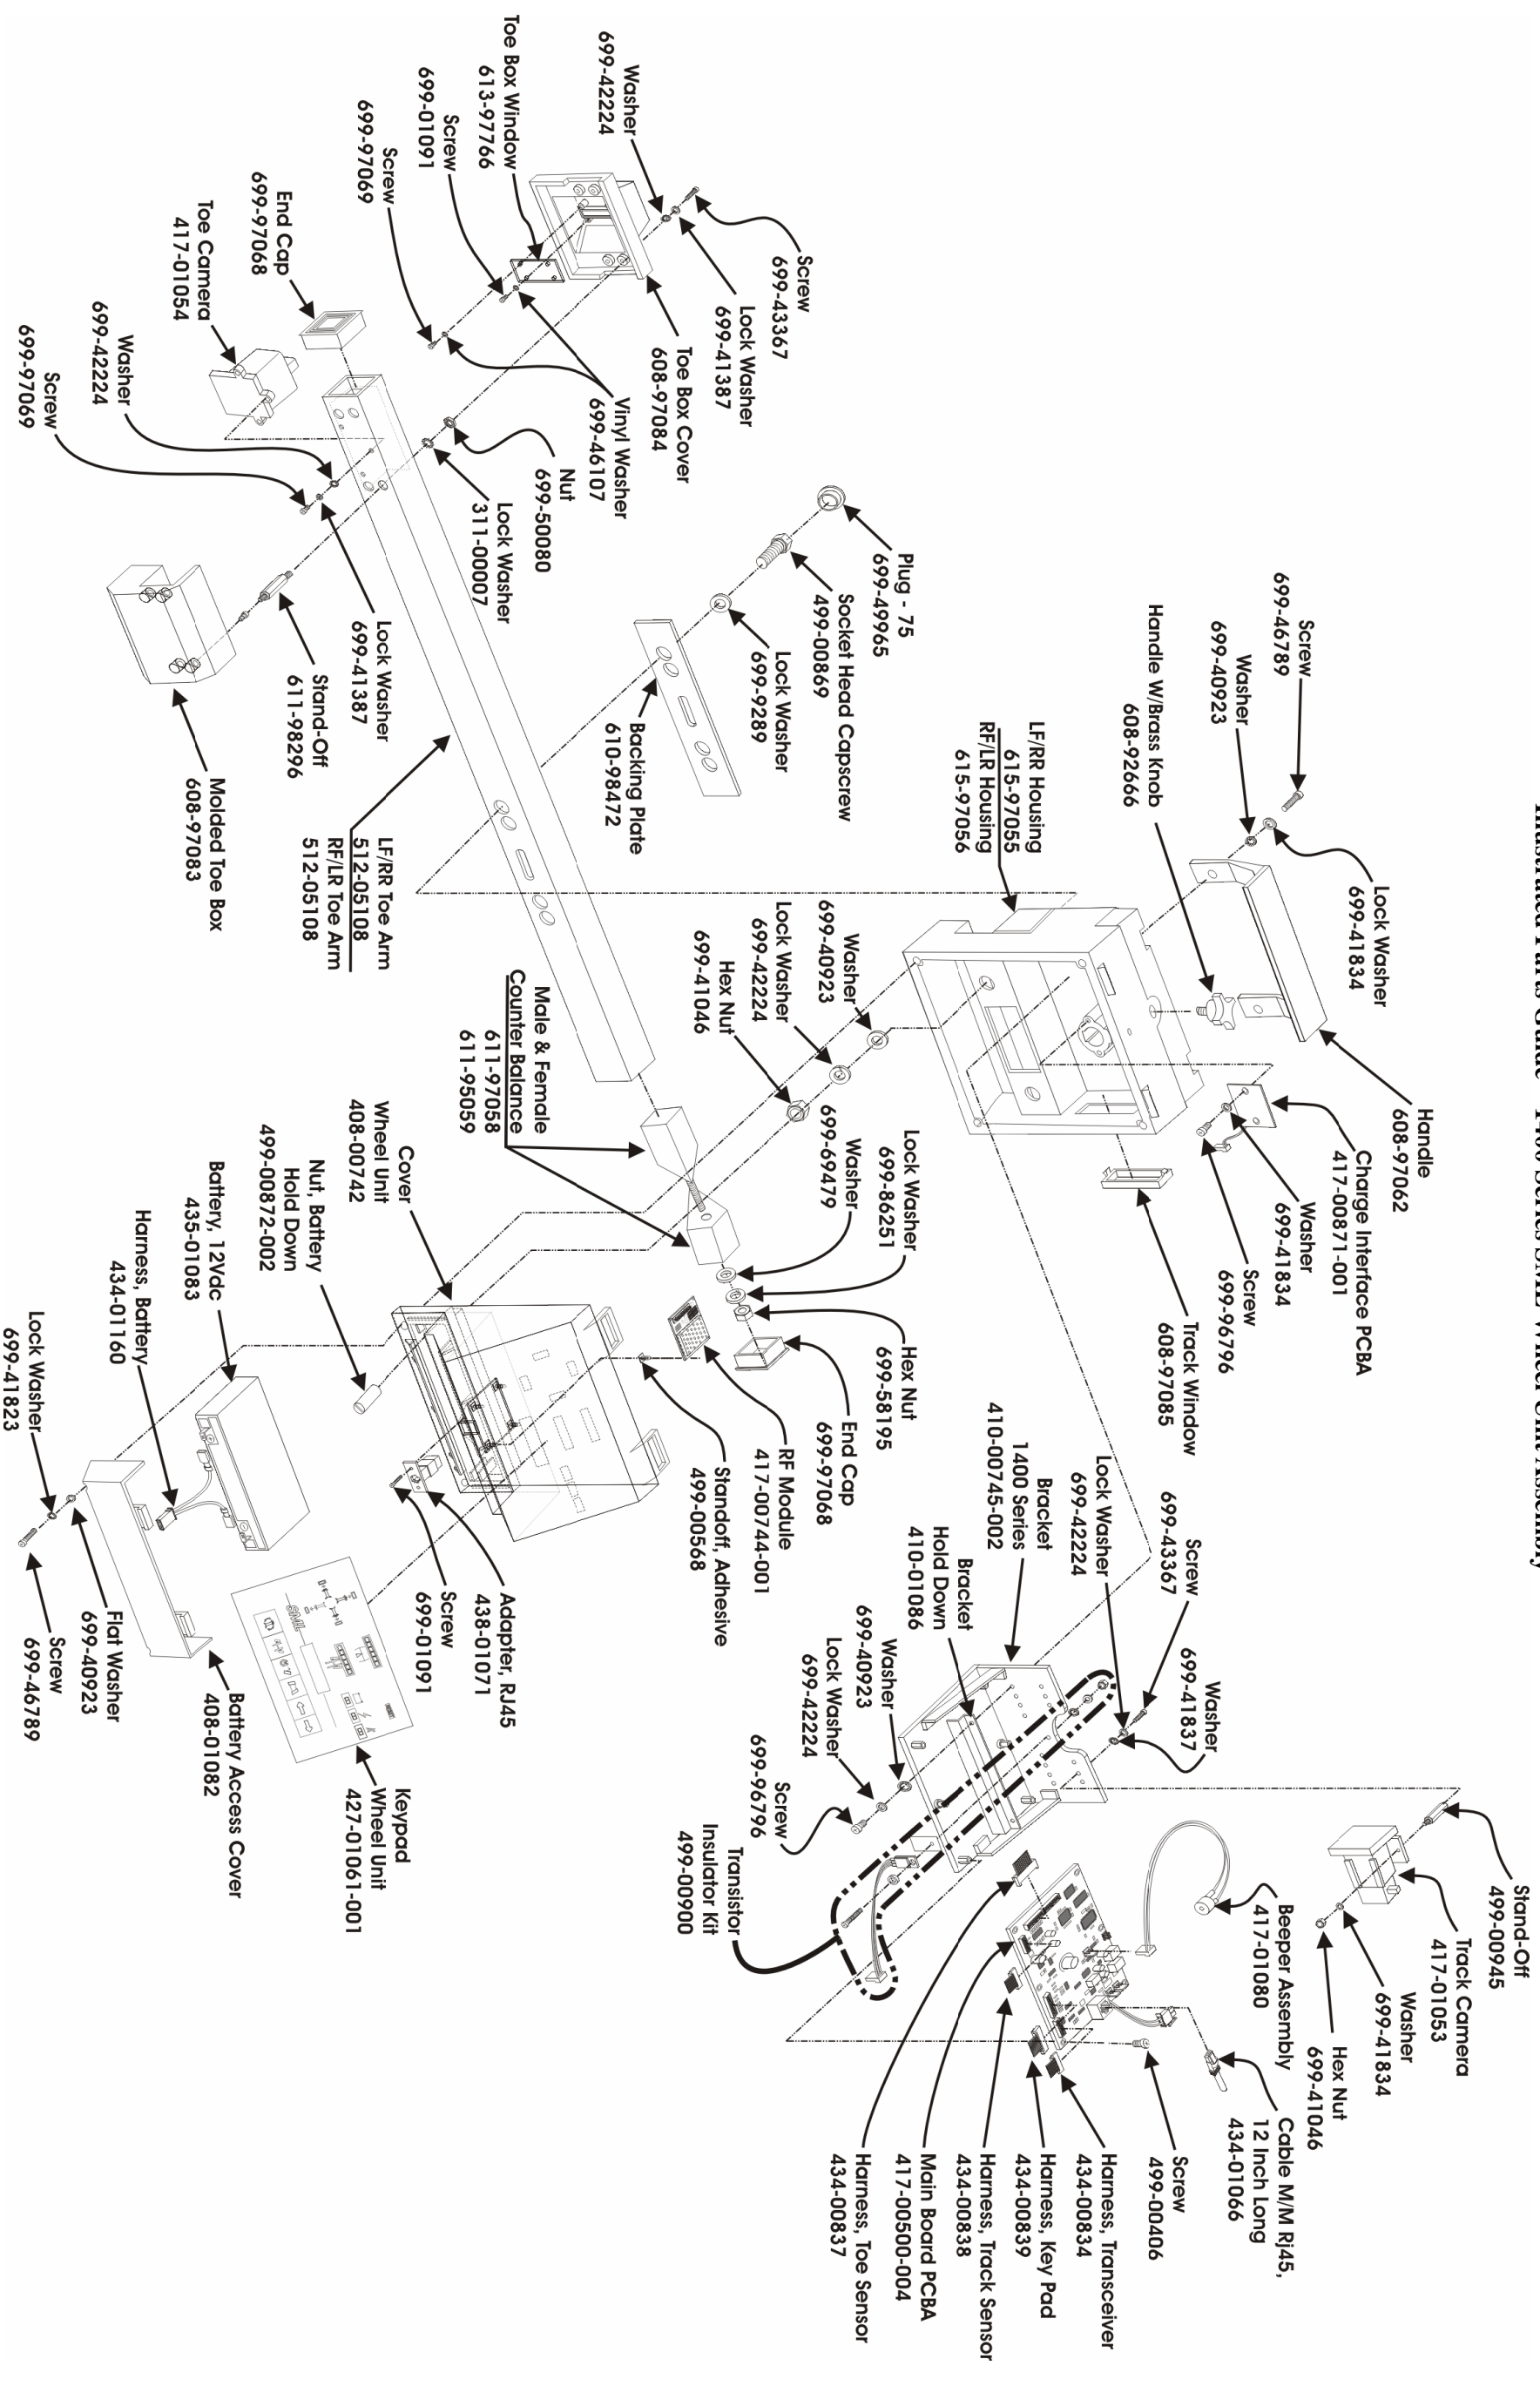 Illustrated Parts Guide
Wheel Unit Assembly
Washer
699-42224
Toe Box Window
613-97766
Screw
699-01091
Screw
699-97069
End Cap
699-97068
Toe Camera
417-01054
Washer
699-42224
Screw
699-97069
Screw
699-43367
Lock Washer
699-41387
Toe Box Cover
608-97084
Vinyl Washer
699-46107
Nut
699-50080
Lock Washer
311-00007
Lock Washer
699-41387
Stand-Off
611-98296
Molded Toe Box
608-97083
Plug - 75
699-49965
Socket Head Capscrew
499-00869
Lock Washer
699-9289
Backing Plate
610-98472
LF/RR Toe Arm
512-05108
RF/LR Toe Arm
512-05108
Screw
699-46789
Washer
699-40923
Handle W/Brass Knob
608-92666
LF/RR Housing
615-97055
RF/LR Housing
615-97056
Lock Washer
699-41834
Handle
608-97062
Charge Interface PCBA
417-00871-001
Washer
699-41834
Screw
699-96796
Track Window
608-97085
Washer
699-40923
Lock Washer
699-42224
Hex Nut
699-41046
Male & Female
Counter Balance
611-97058
611-95059
Lock Washer
699-86251
Washer
699-69479
Hex Nut
699-58195
End Cap
699-97068
RF Module
417-00744-001
Standoff, Adhesive
499-00568
Adapter, RJ45
438-01071
Screw
699-01091
Cover
Wheel Unit
408-00742
Nut, Battery
Hold Down
499-00872-002
Battery, 12Vdc
435-01083
Harness, Battery
434-01160
Lock Washer
699-41823
Keypad
Wheel Unit
427-01061-001
Battery Access Cover
408-01082
Flat Washer
699-40923
Screw
699-46789
Screw
699-43367
Lock Washer
699-42224
Bracket
1400 Series
410-00745-002
Bracket
Hold Down
410-01086
Washer
699-41837
Washer
699-40923
Lock Washer
699-42224
Screw
699-96796
Transistor
Insulator Kit
499-00900
Stand-Off
499-00945
Track Camera
417-01053
Washer
699-41834
Hex Nut
699-41046
Beeper Assembly
417-01080
Cable M/M Rj45,
12 Inch Long
434-01066
Screw
499-00406
Harness, Transceiver
434-00834
Harness, Key Pad
434-00839
Harness, Track Sensor
434-00838
Main Board PCBA
417-00500-004
Harness, Toe Sensor
434-00837